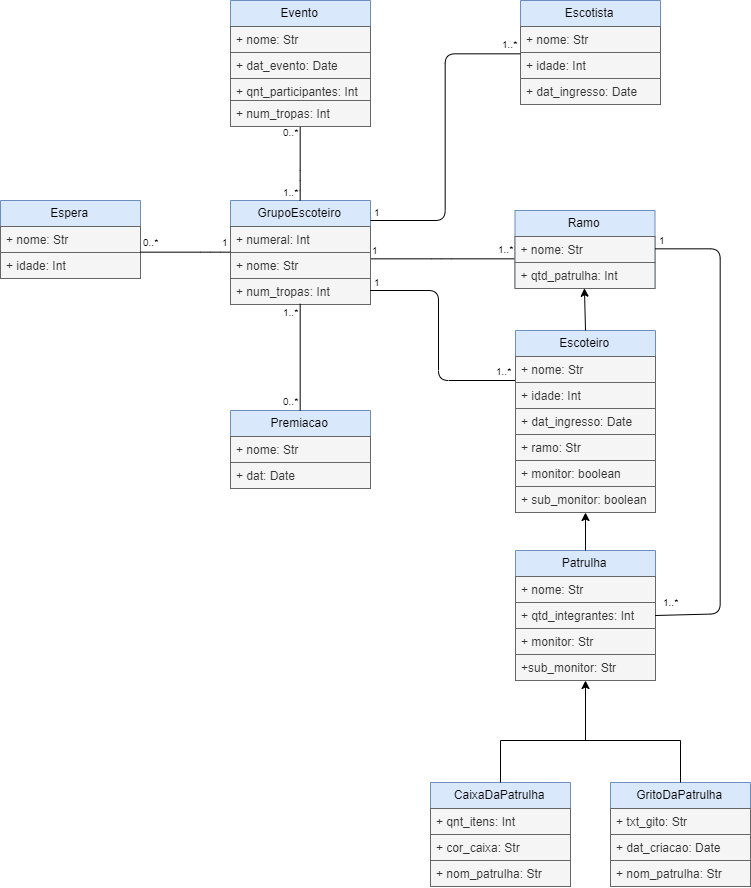 Evento
+ nome: Str
+ dat_evento: Date
+ qnt_participantes: Int
+ num_tropas: Int
0..*
1..*
Escotista
+ nome: Str
+ idade: Int
+ dat_ingresso: Date
1..*
1
Espera
+ nome: Str
+ idade: Int
0..*
1
GrupoEscoteiro
+ numeral: Int
+ nome: Str
+ num_tropas: Int
1
1..*
1
1..*
1..*
0..*
Ramo
+ nome: Str
+ qtd_patrulha: Int
1
1..*
Escoteiro
+ nome: Str
+ idade: Int
+ dat_ingresso: Date
+ ramo: Str
+ monitor: boolean
+ sub_monitor: boolean
Premiacao
+ nome: Str
+ dat: Date
Patrulha
+ nome: Str
+ qtd_integrantes: Int
+ monitor: Str
+sub_monitor: Str
CaixaDaPatrulha
+ qnt_itens: Int
+ cor_caixa: Str
+ nom_patrulha: Str
GritoDaPatrulha
+ txt_gito: Str
+ dat_criacao: Date
+ nom_patrulha: Str